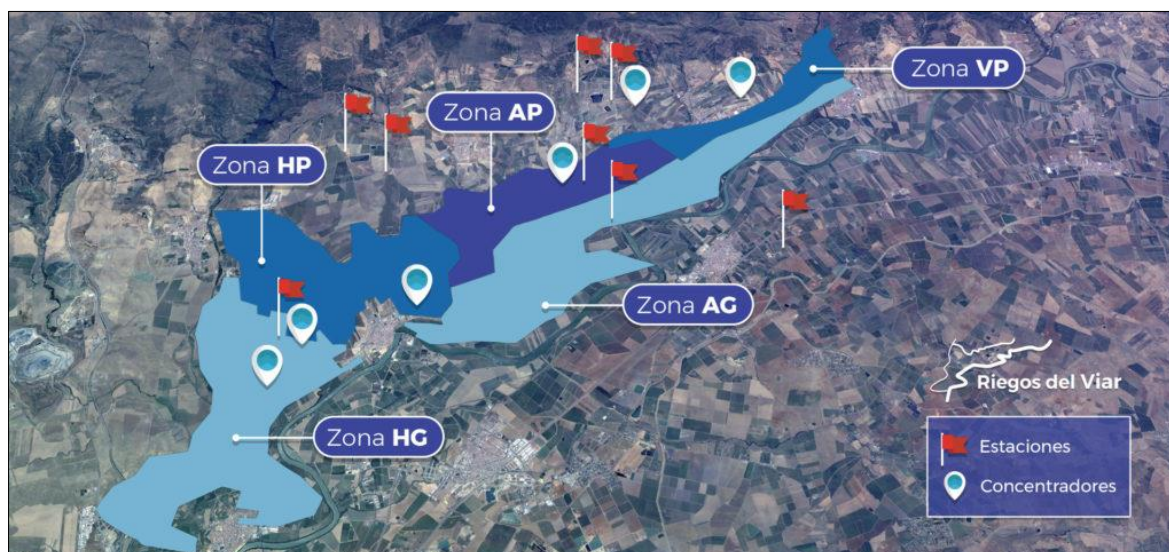 Zona VP
Zona AP
Zona HP
Zona AG
Riegos del Viar
Zona HG
Estaciones
Concentradores